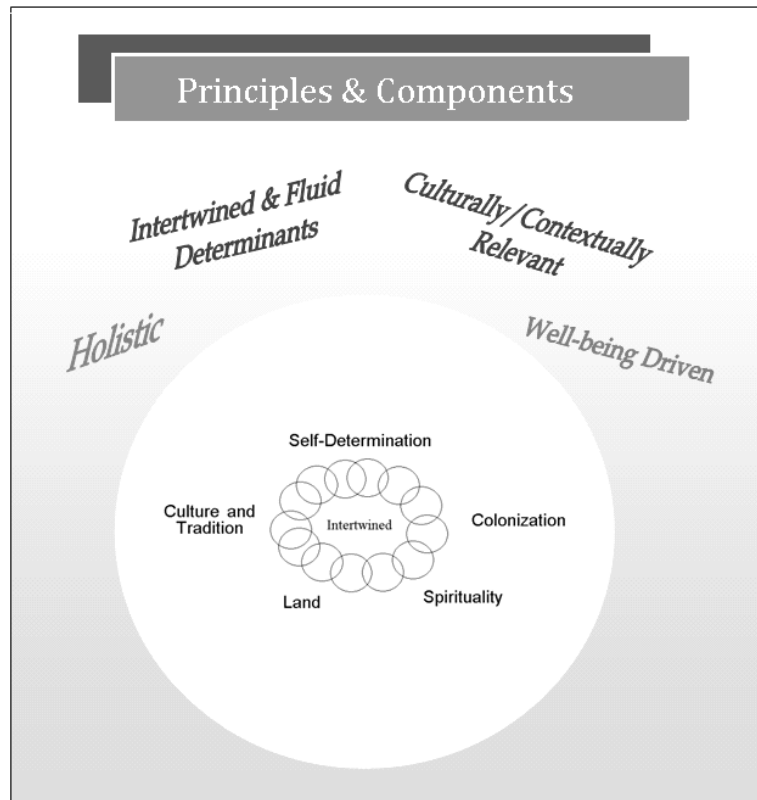 Principles & Components
Intertwined & Fluid
Determinants
Culturally/Contextually
Relevant
Holistic
Well-being Driven
Self-Determination
Culture and
Tradition
Intertwined
Colonization
Land
Spirituality